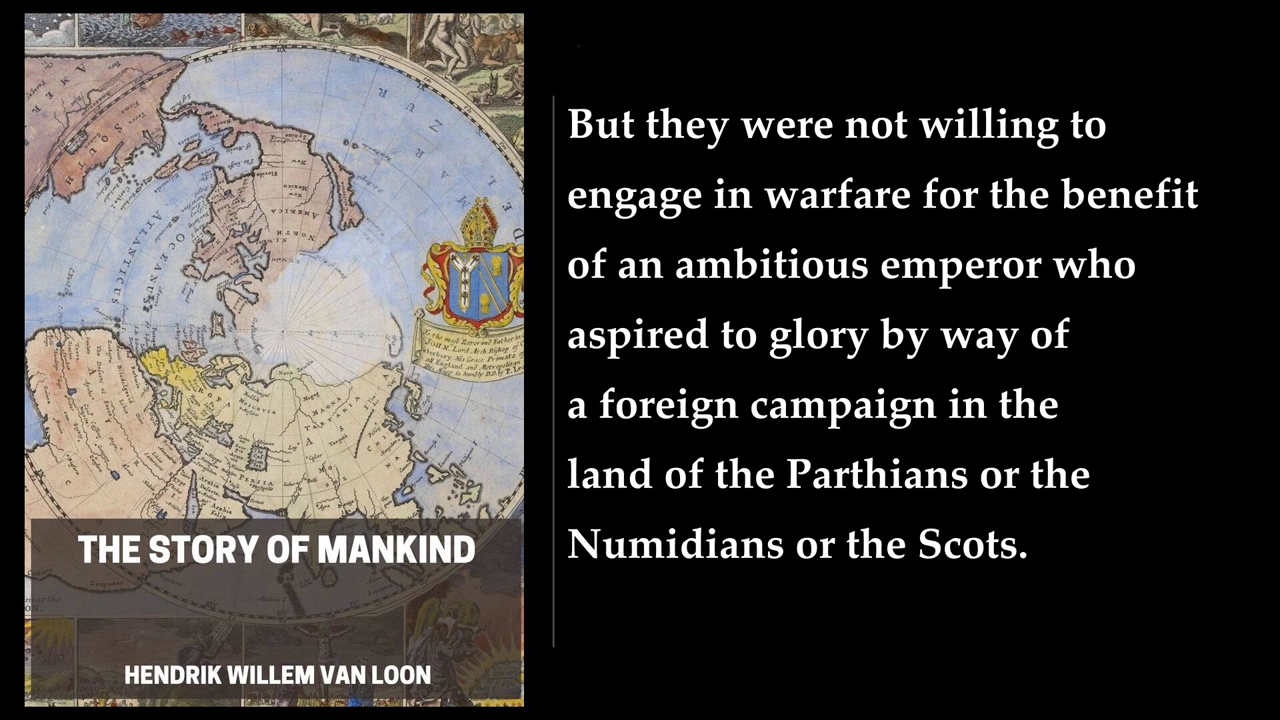 THE STORY OF MANKIND
HENDRIK WILLEM VAN LOON
But they were not willing to
engage in warfare for the benefit
of an ambitious emperor who
aspired to glory by way of
a foreign campaign in the
land of the Parthians or the
Numidians or the Scots.